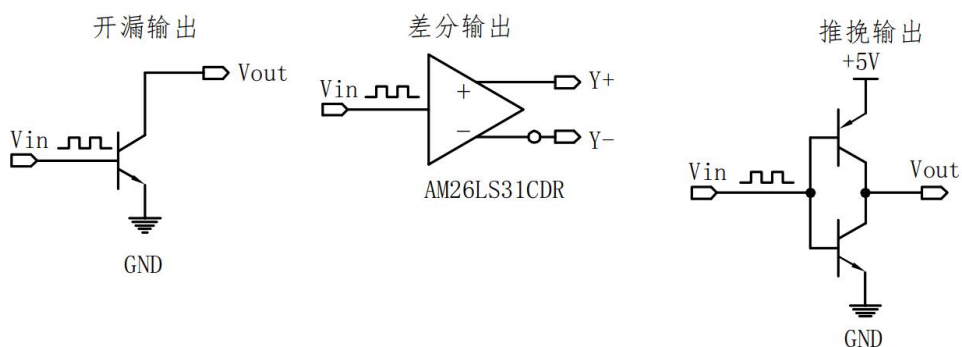 开漏输出
Vout
Vin
GND
差分输出
Vin
+
-
Y+
Y-
AM26LS31CDR
推挽输出
+5V
Vin
Vout
GND